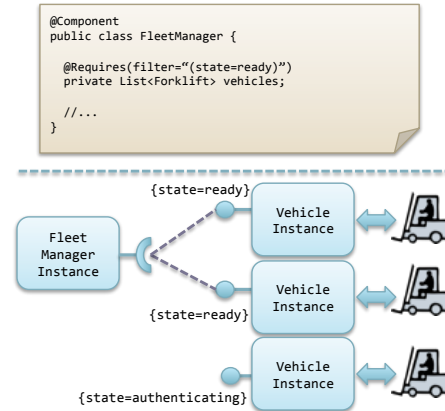 @Component
public class FleetManager {
@Requires(filter=“(state=ready)”)
private List<Forklift> vehicles;
//...
}
{state=ready}
Vehicle
Instance
Fleet
Manager
Instance
Vehicle
Instance
{state=ready}
Vehicle
Instance
{state=authenticating}